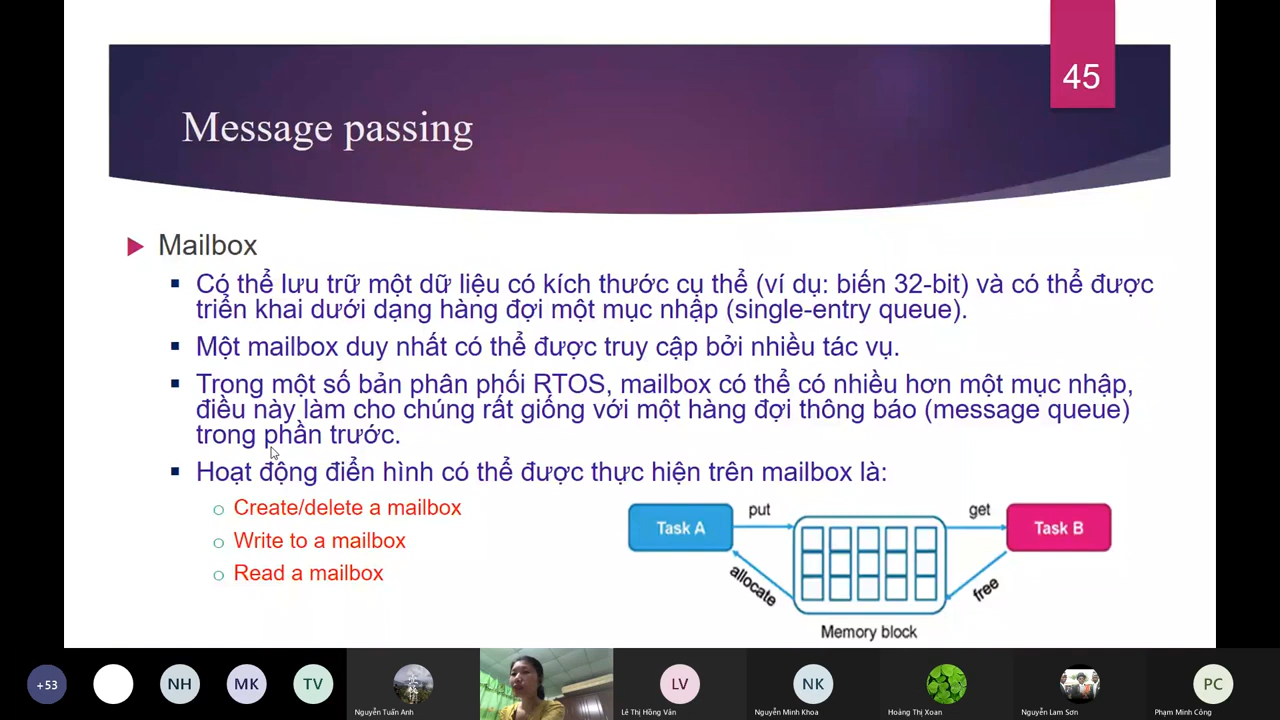 45
Message passing
Mailbox
Có thể lưu trữ một dữ liệu có kích thước cụ thể (ví dụ: biến 32-bit) và có thể được
triển khai dưới dạng hàng đợi một mục nhập (single-entry queue).
Một mailbox duy nhất có thể được truy cập bởi nhiều tác vụ.
Trong một số bản phân phối RTOS, mailbox có thể có nhiều hơn một mục nhập,
điều này làm cho chúng rất giống với một hàng đợi thông báo (message queue)
trong phần trước.
Hoạt động điển hình có thể được thực hiện trên mailbox là:
Create/delete a mailbox
Write to a mailbox
Read a mailbox
Task A
put
get
Task B
allocate
free
Memory block
+53
NH
MK
TV
Nguyễn Tuấn Anh
LV
Lê Thị Hồng Vân
NK
Nguyễn Minh Khoa
Hoàng Thị Xoan
Nguyễn Lam Sơn
PC
Phạm Minh Công